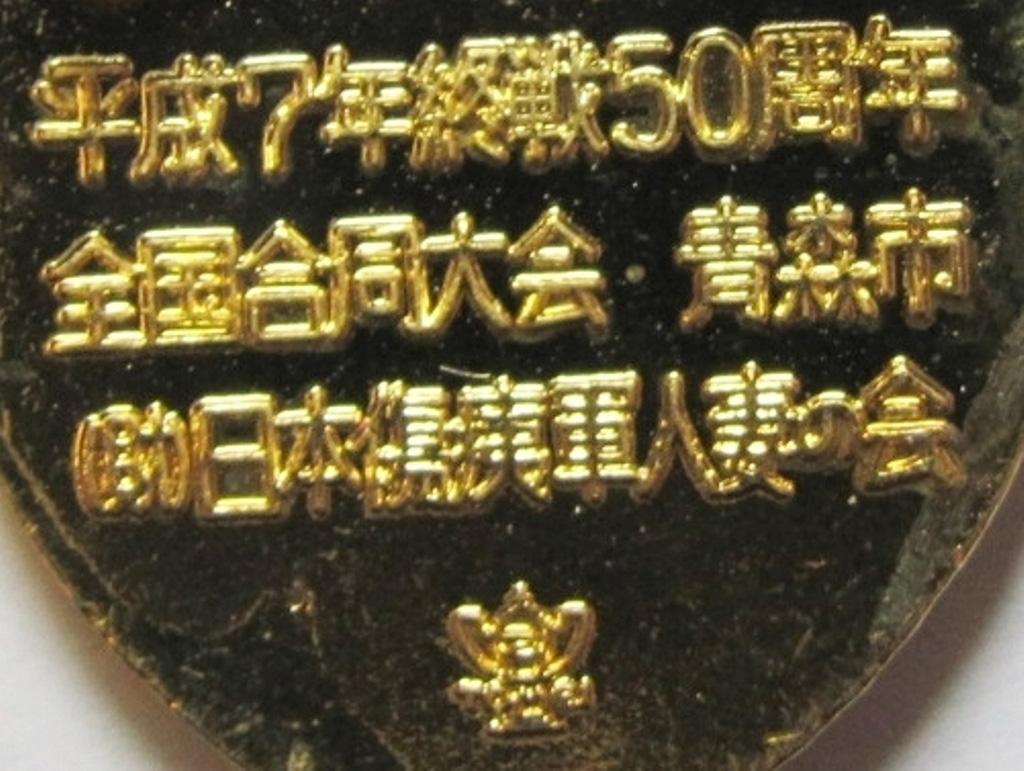 平成7年終戦50周年
全国合同大会 青森市
(財)日本傷痍軍人妻の会